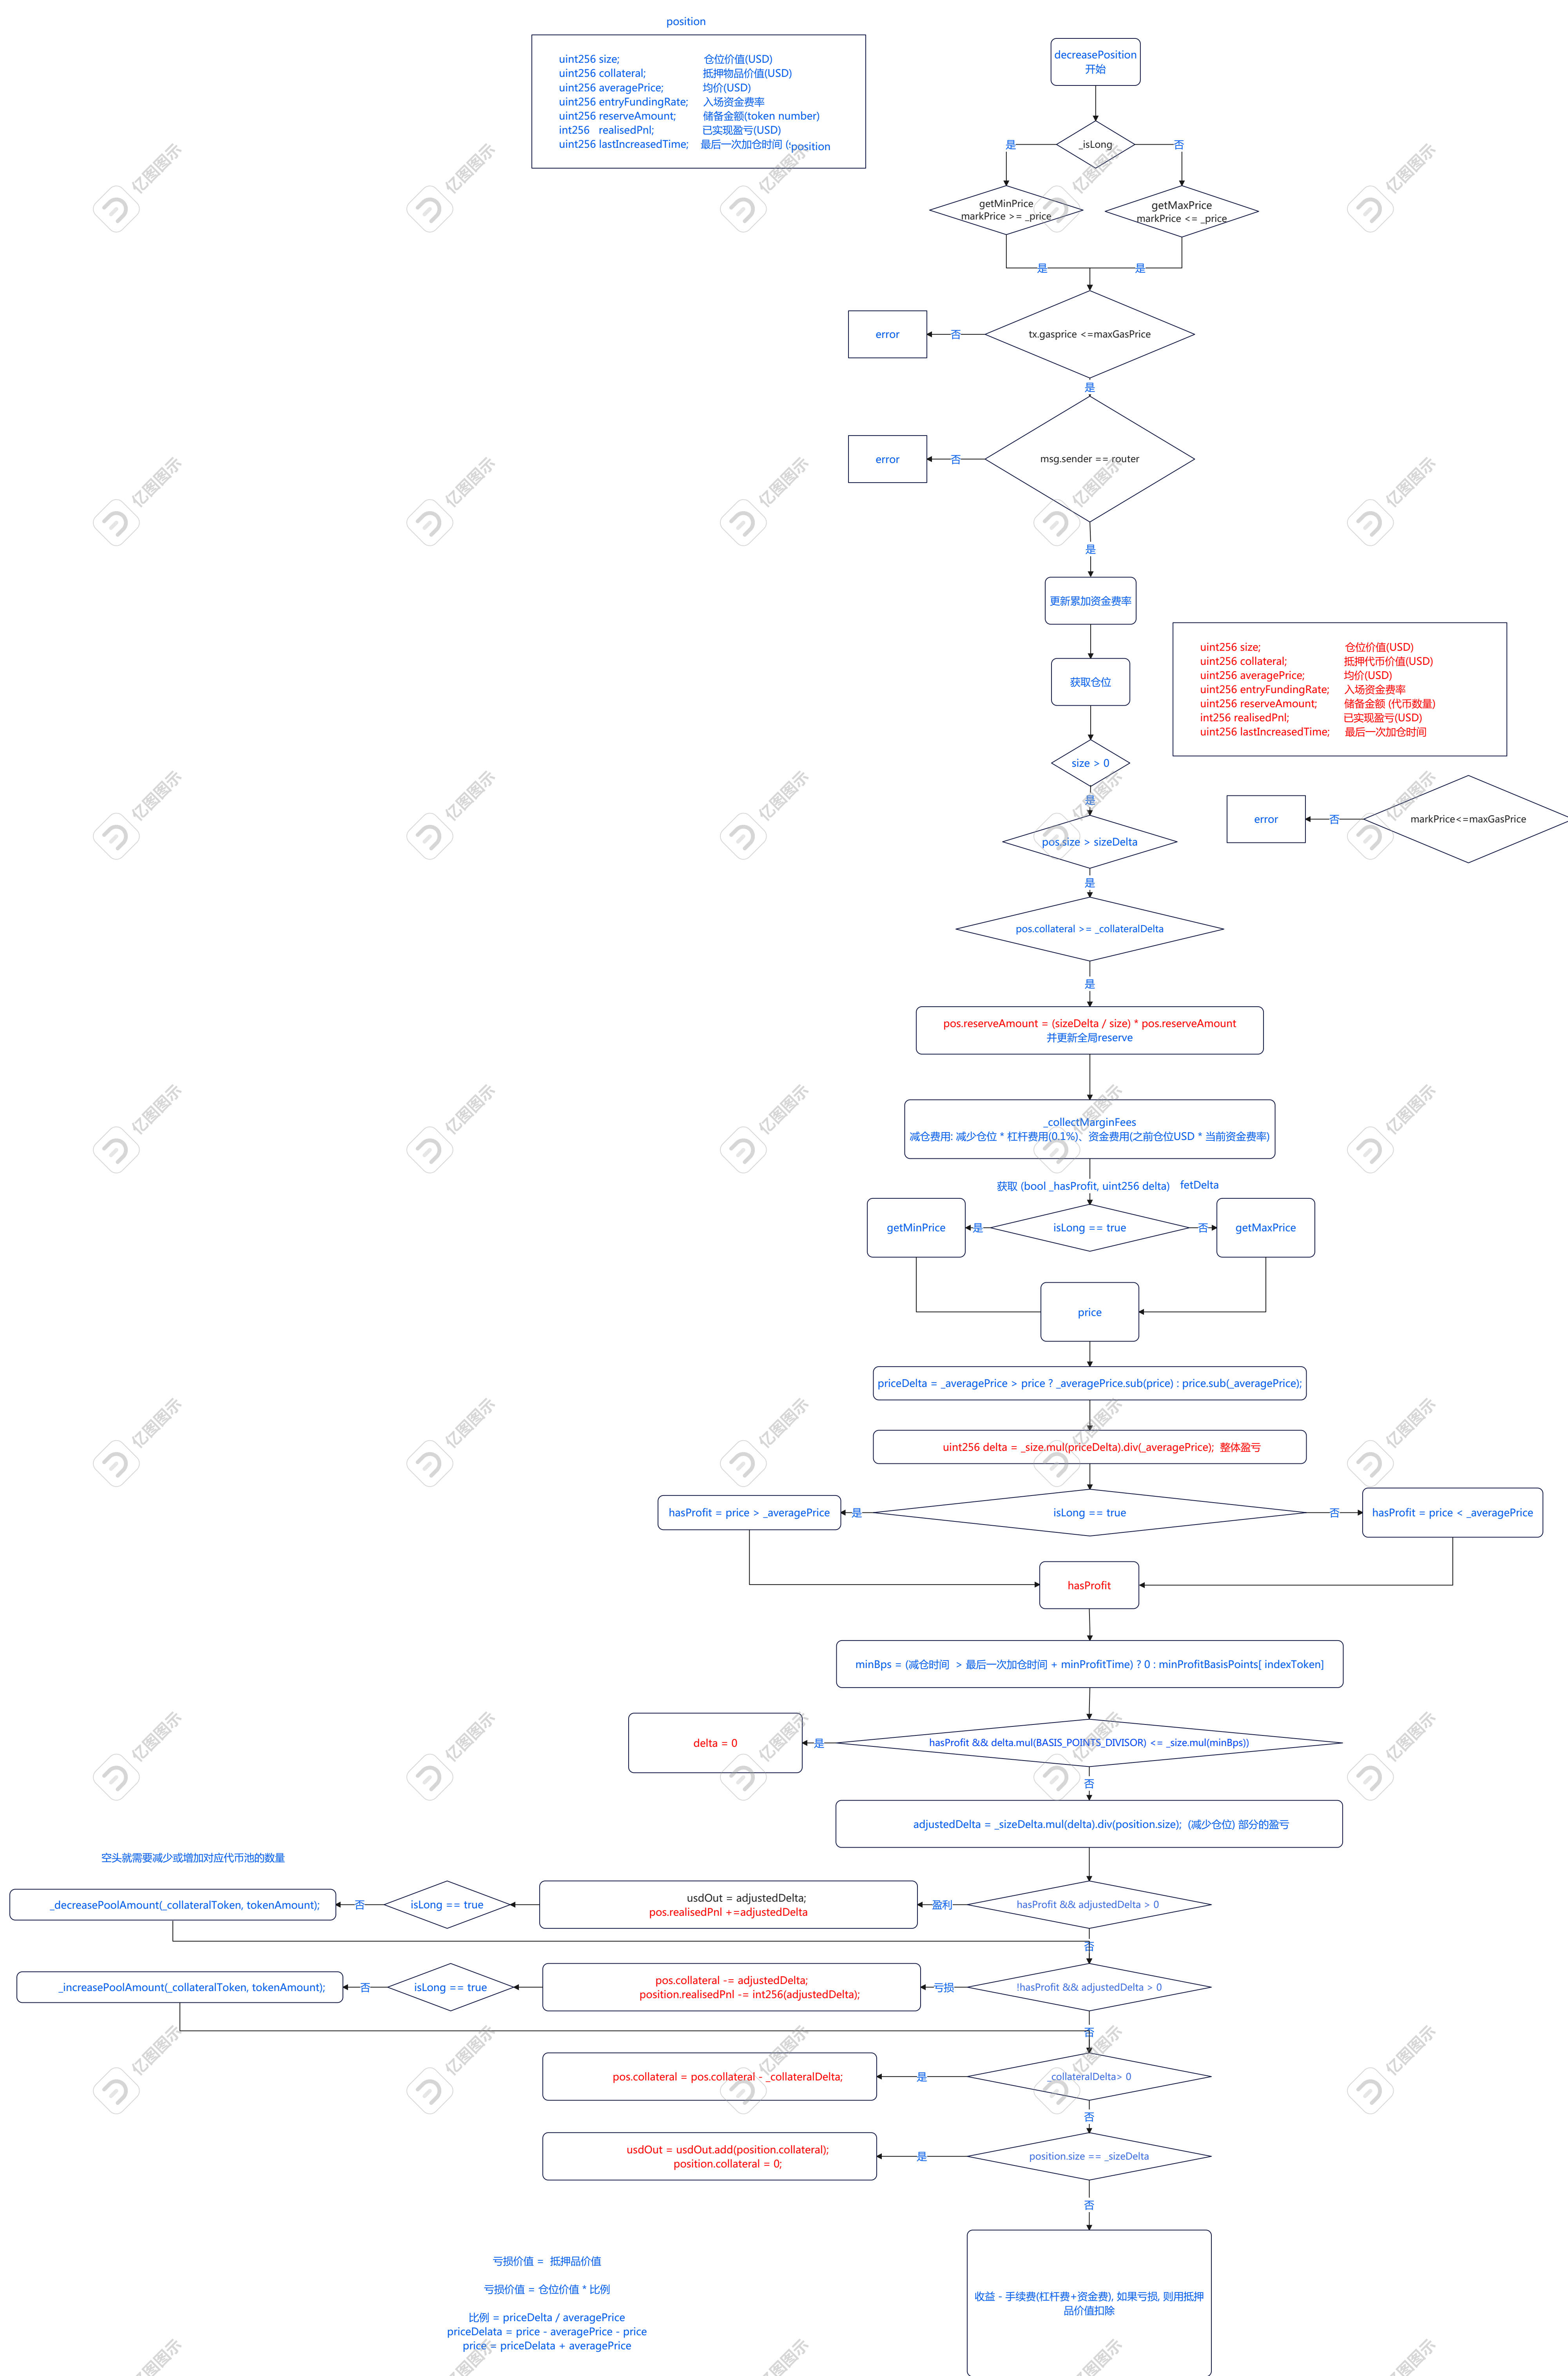 position
uint256 size; 仓位价值(USD)
uint256 collateral; 抵押物品价值(USD)
uint256 averagePrice; 均价(USD)
uint256 entryFundingRate; 入场资金费率
uint256 reserveAmount; 储备金额(token number)
int256 realisedPnl; 已实现盈亏(USD)
uint256 lastIncreasedTime; 最后一次加仓时间 (
position
decreasePosition
开始
_isLong
是
否
getMinPrice
markPrice >= _price
getMaxPrice
markPrice <= _price
是
是
tx.gasprice <=maxGasPrice
否
error
是
msg.sender == router
否
error
是
更新累加资金费率
获取仓位
uint256 size; 仓位价值(USD)
uint256 collateral; 抵押代币价值(USD)
uint256 averagePrice; 均价(USD)
uint256 entryFundingRate; 入场资金费率
uint256 reserveAmount; 储备金额 (代币数量)
int256 realisedPnl; 已实现盈亏(USD)
uint256 lastIncreasedTime; 最后一次加仓时间
size > 0
是
error
否
markPrice<=maxGasPrice
pos.size > sizeDelta
是
pos.collateral >= _collateralDelta
是
pos.reserveAmount = (sizeDelta / size) * pos.reserveAmount
并更新全局reserve
_collectMarginFees
减仓费用: 减少仓位 * 杠杆费用(0.1%)、资金费用(之前仓位USD * 当前资金费率)
获取 (bool _hasProfit, uint256 delta)
fetDelta
getMinPrice
是
isLong == true
否
getMaxPrice
price
priceDelta = _averagePrice > price ? _averagePrice.sub(price) : price.sub(_averagePrice);
uint256 delta = _size.mul(priceDelta).div(_averagePrice); 整体盈亏
hasProfit = price > _averagePrice
是
isLong == true
否
hasProfit = price < _averagePrice
hasProfit
minBps = (减仓时间 > 最后一次加仓时间 + minProfitTime) ? 0 : minProfitBasisPoints[ indexToken]
delta = 0
是
hasProfit && delta.mul(BASIS_POINTS_DIVISOR) <= _size.mul(minBps))
否
adjustedDelta = _sizeDelta.mul(delta).div(position.size); (减少仓位) 部分的盈亏
空头就需要减少或增加对应代币池的数量
_decreasePoolAmount(_collateralToken, tokenAmount);
否
isLong == true
usdOut = adjustedDelta;
pos.realisedPnl +=adjustedDelta
盈利
hasProfit && adjustedDelta > 0
否
_increasePoolAmount(_collateralToken, tokenAmount);
否
isLong == true
pos.collateral -= adjustedDelta;
position.realisedPnl -= int256(adjustedDelta);
亏损
!hasProfit && adjustedDelta > 0
否
pos.collateral = pos.collateral - _collateralDelta;
是
_collateralDelta> 0
否
usdOut = usdOut.add(position.collateral);
position.collateral = 0;
是
position.size == _sizeDelta
否
亏损价值 = 抵押品价值
亏损价值 = 仓位价值 * 比例
比例 = priceDelta / averagePrice
priceDelata = price - averagePrice - price
price = priceDelata + averagePrice
收益 - 手续费(杠杆费+资金费), 如果亏损, 则用抵押
品价值扣除
亿图图示